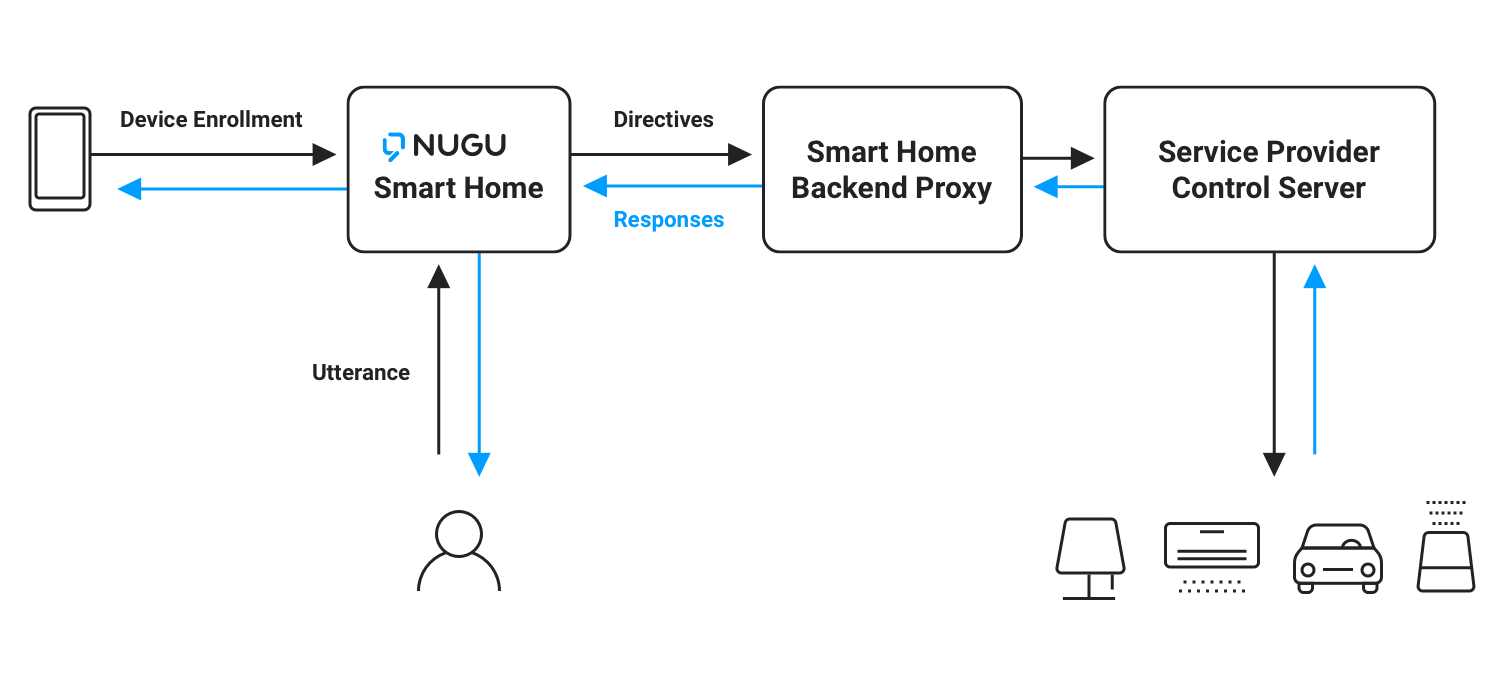 Device Enrollment
NUGU
Smart Home
Directives
Responses
Smart Home
Backend Proxy
Service Provider
Control Server
Utterance